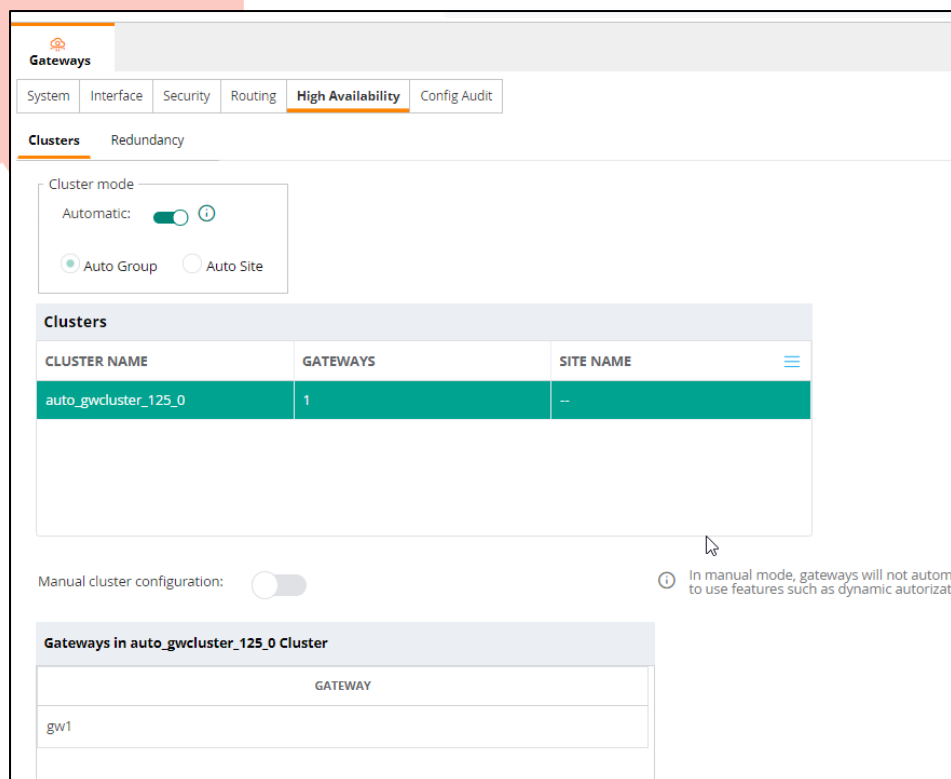 Gateways
System Interface Security Routing High Availability Config Audit
Clusters Redundancy
Cluster mode
Automatic:
Auto Group Auto Site
Clusters
CLUSTER NAME GATEWAYS SITE NAME
auto_gwcluster_125_0 1 --
Manual cluster configuration:
In manual mode, gateways will not autom
to use features such as dynamic autorizat
Gateways in auto_gwcluster_125_0 Cluster
GATEWAY
gw1